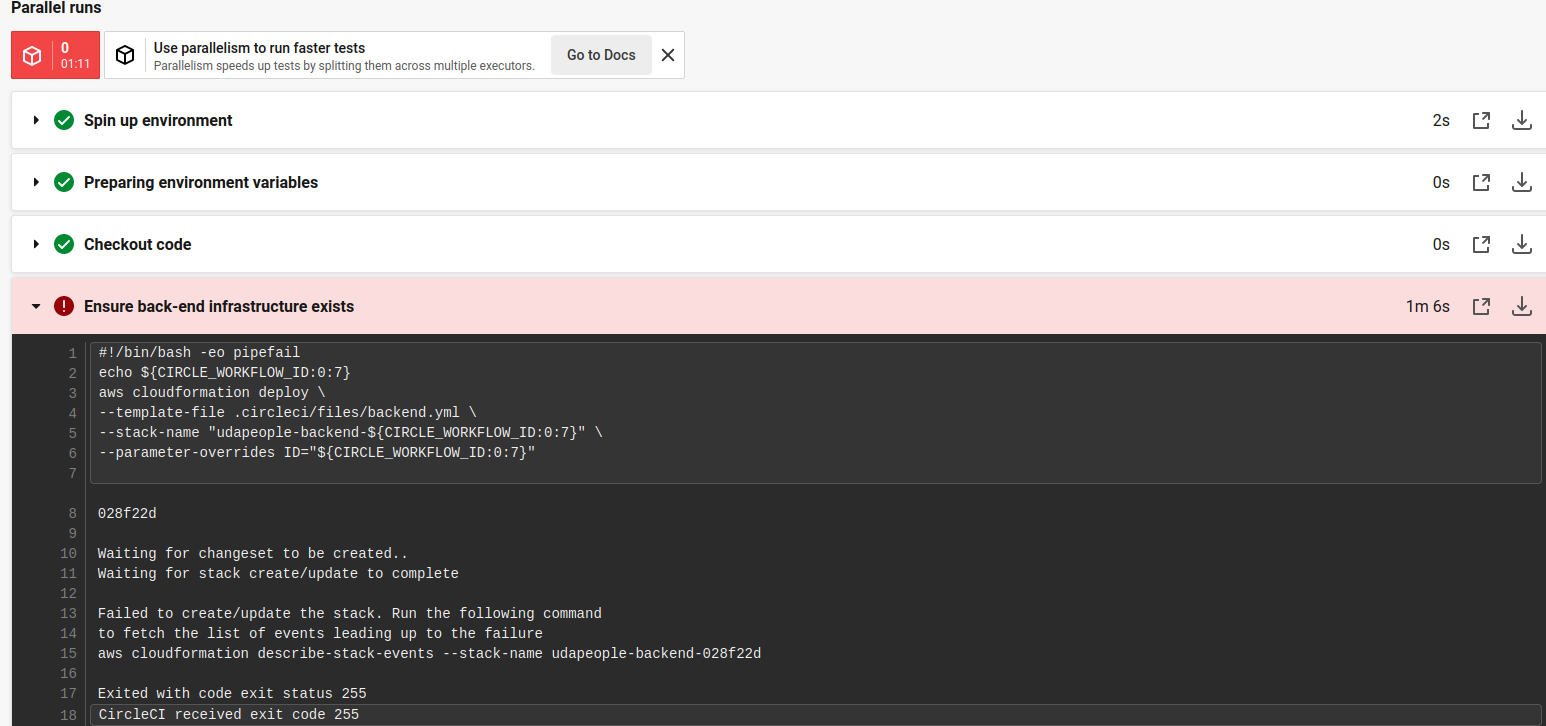 Parallel runs
0
01:11
Use parallelism to run faster tests
Parallelism speeds up tests by splitting them across multiple executors.
Go to Docs
Spin up environment
2s
Preparing environment variables
0s
Checkout code
0s
Ensure back-end infrastructure exists
1m 6s
1 #!/bin/bash -eo pipefail
2 echo ${CIRCLE_WORKFLOW_ID:0:7}
3 aws cloudformation deploy \
4 --template-file .circleci/files/backend.yml \
5 --stack-name "udapeople-backend-${CIRCLE_WORKFLOW_ID:0:7}" \
6 --parameter-overrides ID="${CIRCLE_WORKFLOW_ID:0:7}"
7
8 028f22d
9
10 Waiting for changeset to be created..
11 Waiting for stack create/update to complete
12
13 Failed to create/update the stack. Run the following command
14 to fetch the list of events leading up to the failure
15 aws cloudformation describe-stack-events --stack-name udapeople-backend-028f22d
16
17 Exited with code exit status 255
18 CircleCI received exit code 255